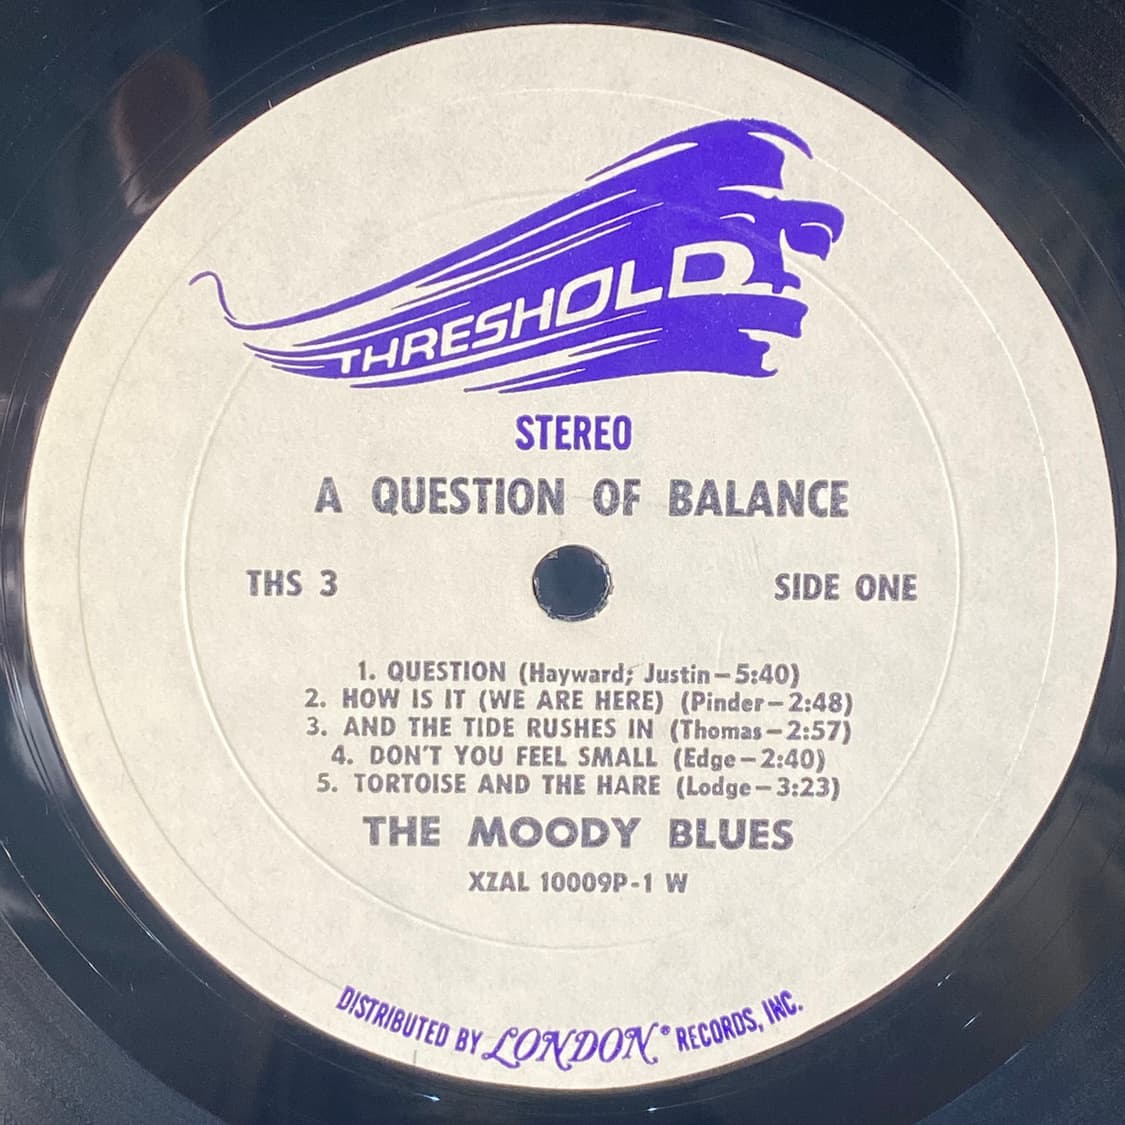 THRESHOLD
STEREO
A QUESTION OF BALANCE
THS 3
SIDE ONE
1. QUESTION (Hayward; Justin—5:40)
2. HOW IS IT (WE ARE HERE) (Pinder—2:48)
3. AND THE TIDE RUSHES IN (Thomas—2:57)
4. DON'T YOU FEEL SMALL (Edge—2:40)
5. TORTOISE AND THE HARE (Lodge—3:23)
THE MOODY BLUES
XZAL 10009P-1 W
DISTRIBUTED BY LONDON® RECORDS, INC.